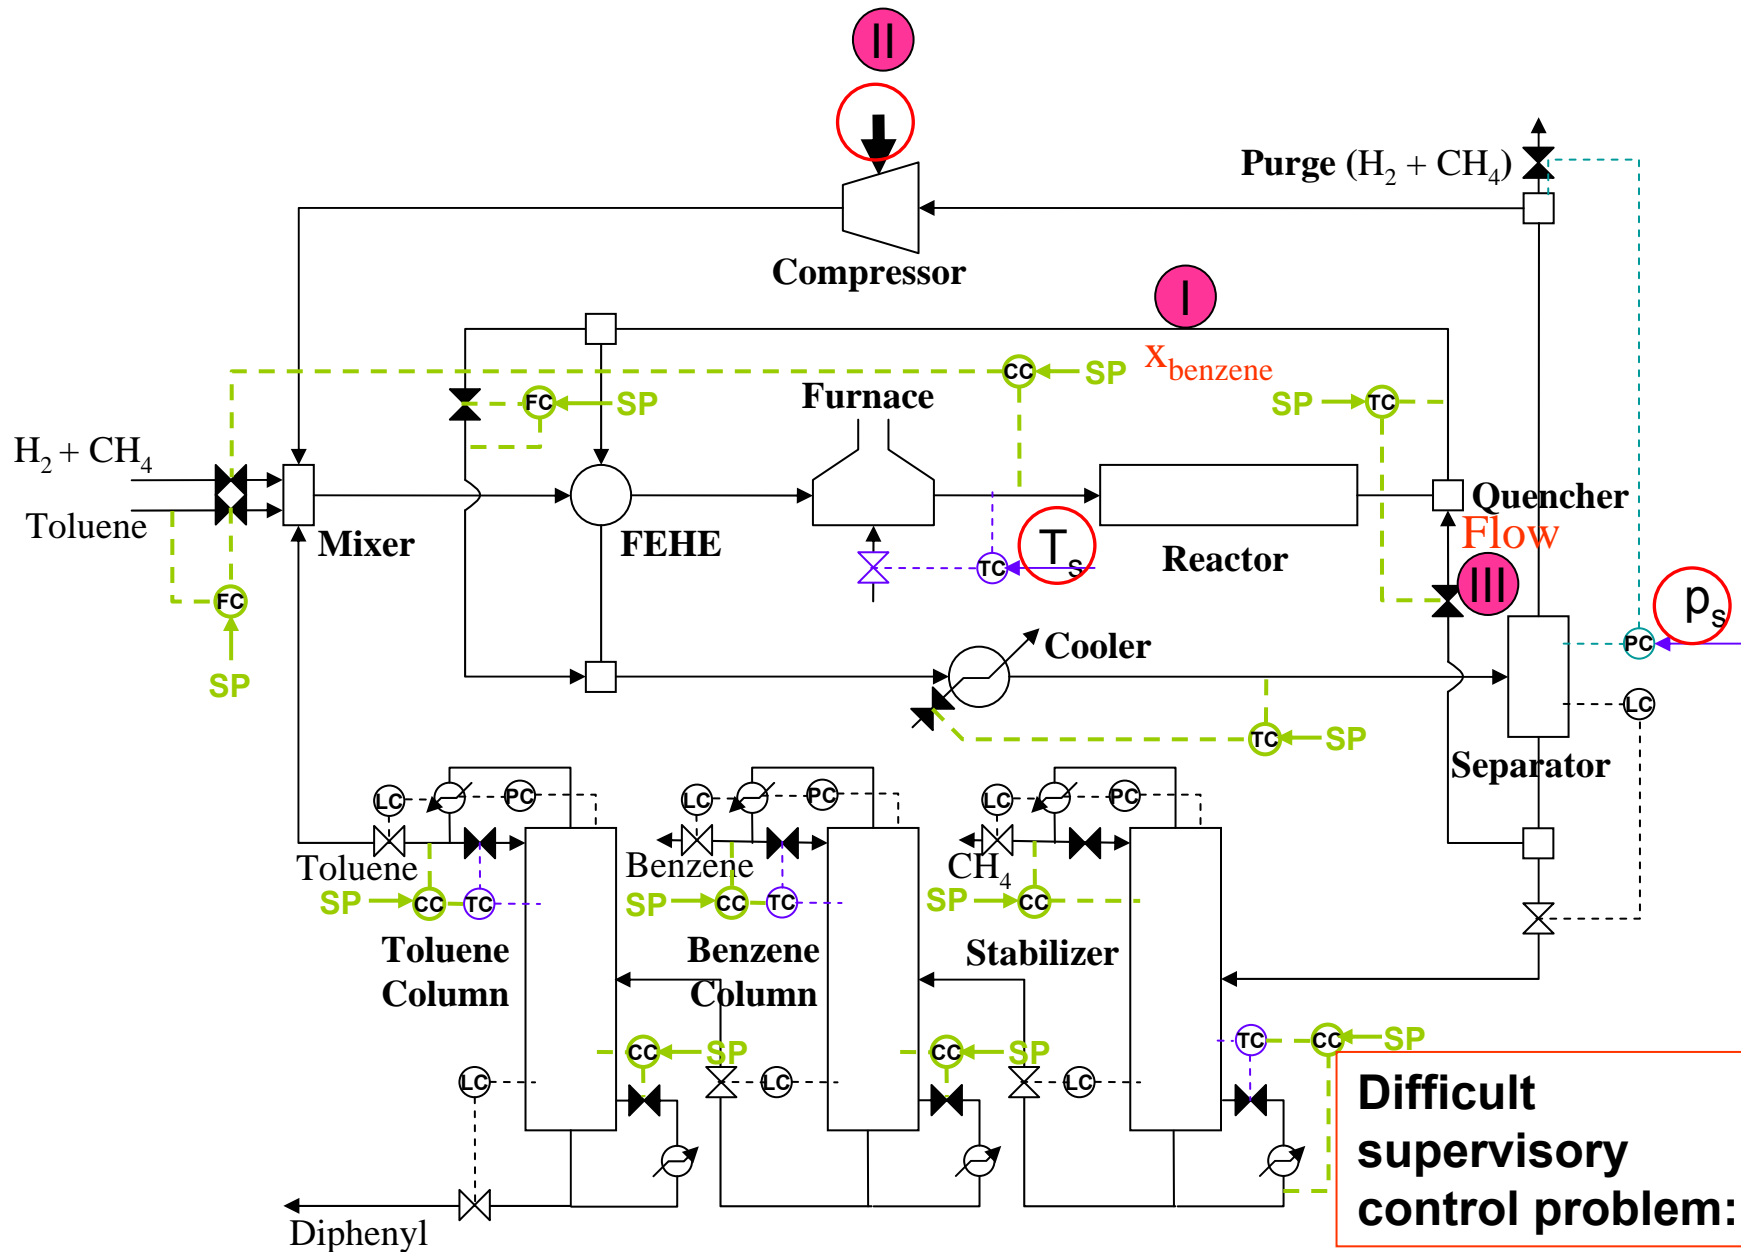 II
Purge (H2 + CH4)
Compressor
I
xbenzene
CC
SP
Furnace
FC
SP
SP
TC
H2 + CH4
Toluene
Mixer
FEHE
Reactor
Quencher
Flow
III
TC
Ts
FC
SP
ps
PC
Cooler
LC
TC
SP
Separator
LC
PC
LC
PC
LC
PC
Toluene
Benzene
CH4
SP
CC
TC
SP
CC
TC
SP
CC
Toluene
Column
Benzene
Column
Stabilizer
TC
CC
SP
CC
SP
CC
SP
LC
LC
LC
Diphenyl
Difficult
supervisory
control problem: